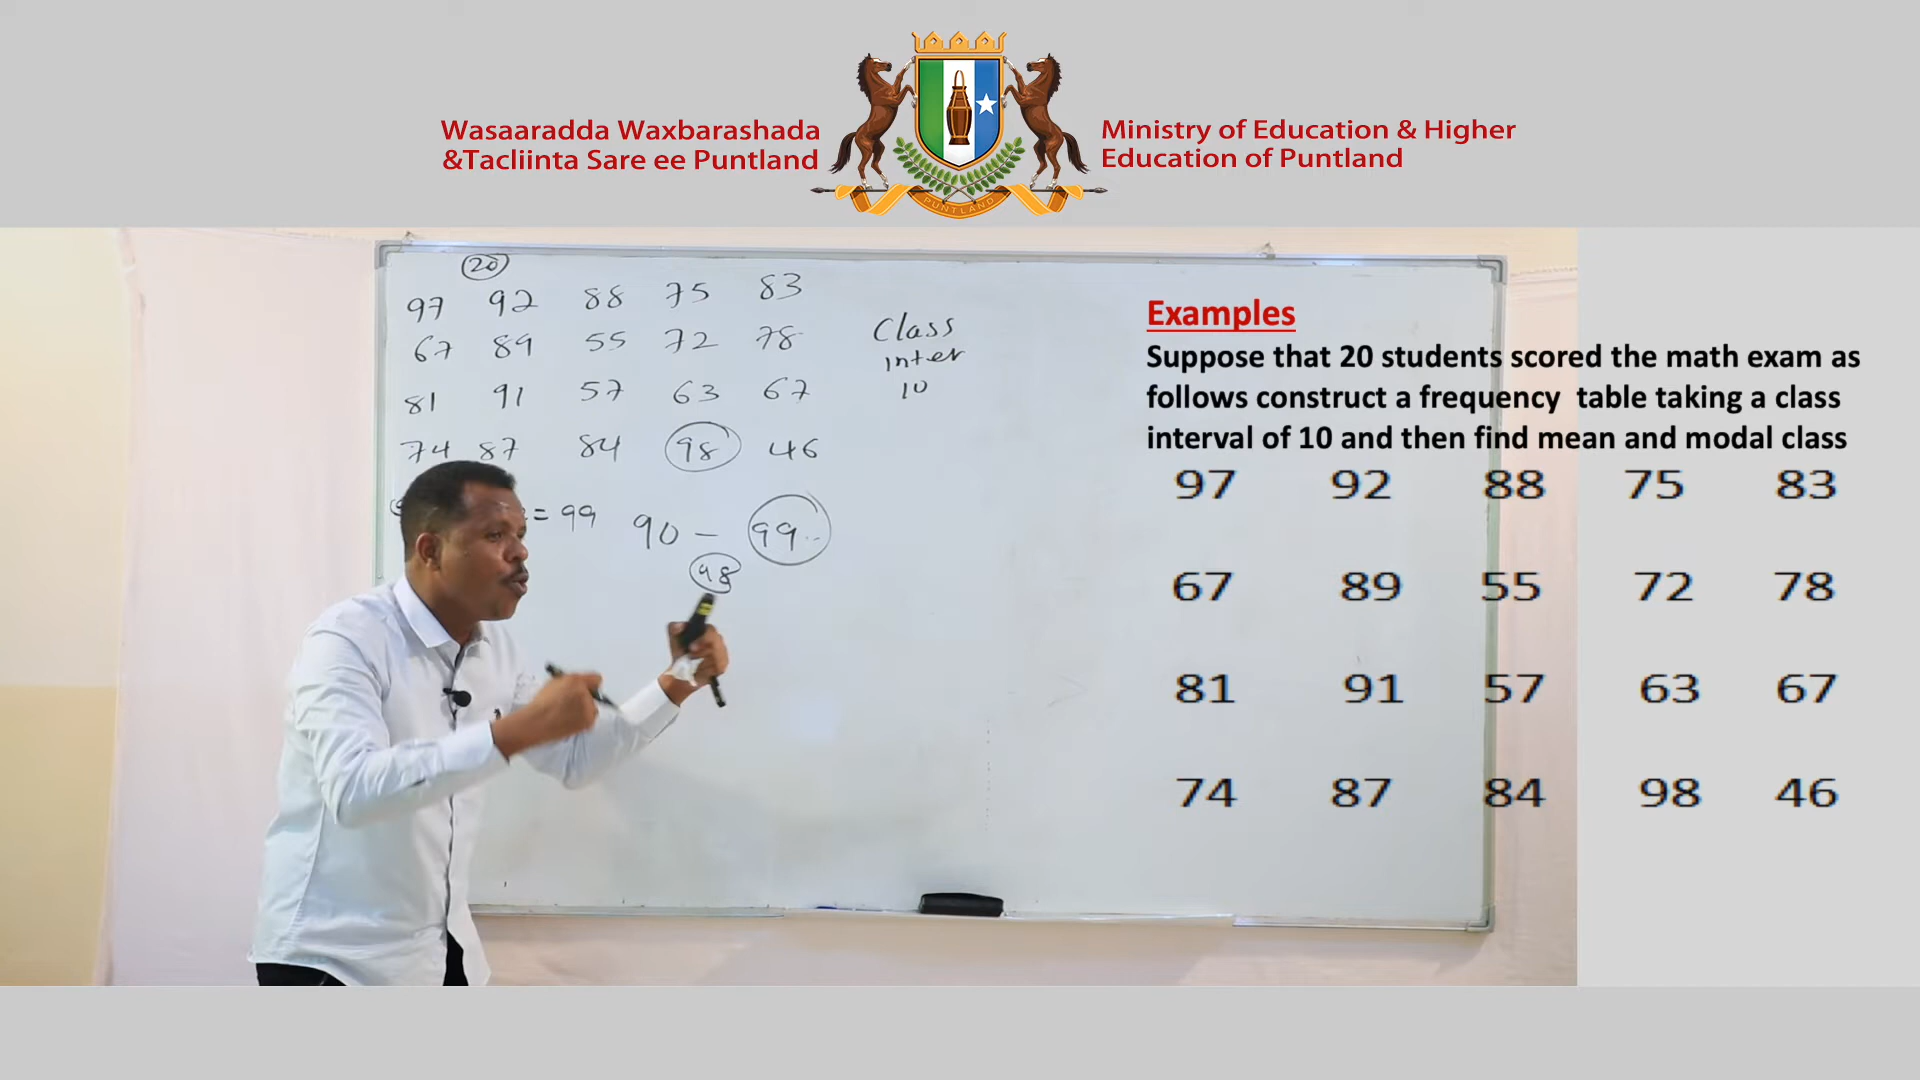 Wasaaradda Waxbarashada
&Tacliinta Sare ee Puntland
PUNTLAND
Ministry of Education & Higher
Education of Puntland
20
97 92 88 75 83
67 89 55 72 78
81 91 57 63 67
74 87 84 98 46
= 99 90 – 99
98
Class
inter
10
Examples
Suppose that 20 students scored the math exam as
follows construct a frequency table taking a class
interval of 10 and then find mean and modal class
97 92 88 75 83
67 89 55 72 78
81 91 57 63 67
74 87 84 98 46